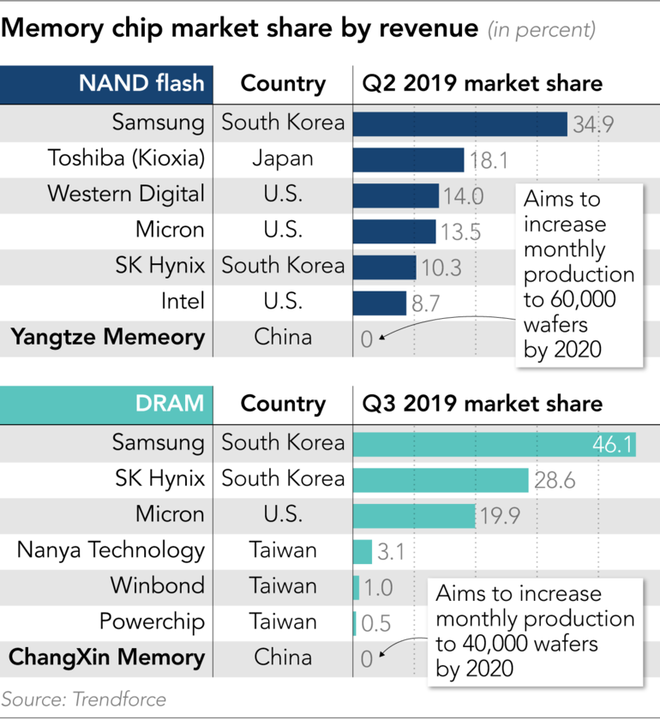 Memory chip market share by revenue (in percent)
NAND flash Country Q2 2019 market share
Samsung South Korea 34.9
Toshiba (Kioxia) Japan 18.1
Western Digital U.S. 14.0
Micron U.S. 13.5
SK Hynix South Korea 10.3
Intel U.S. 8.7
Yangtze Memeory China 0
Aims to
increase
monthly
production
to 60,000
wafers
by 2020
DRAM Country Q3 2019 market share
Samsung South Korea 46.1
SK Hynix South Korea 28.6
Micron U.S. 19.9
Nanya Technology Taiwan 3.1
Winbond Taiwan 1.0
Powerchip Taiwan 0.5
ChangXin Memory China 0
Aims to increase
monthly production
to 40,000 wafers
by 2020
Source: Trendforce